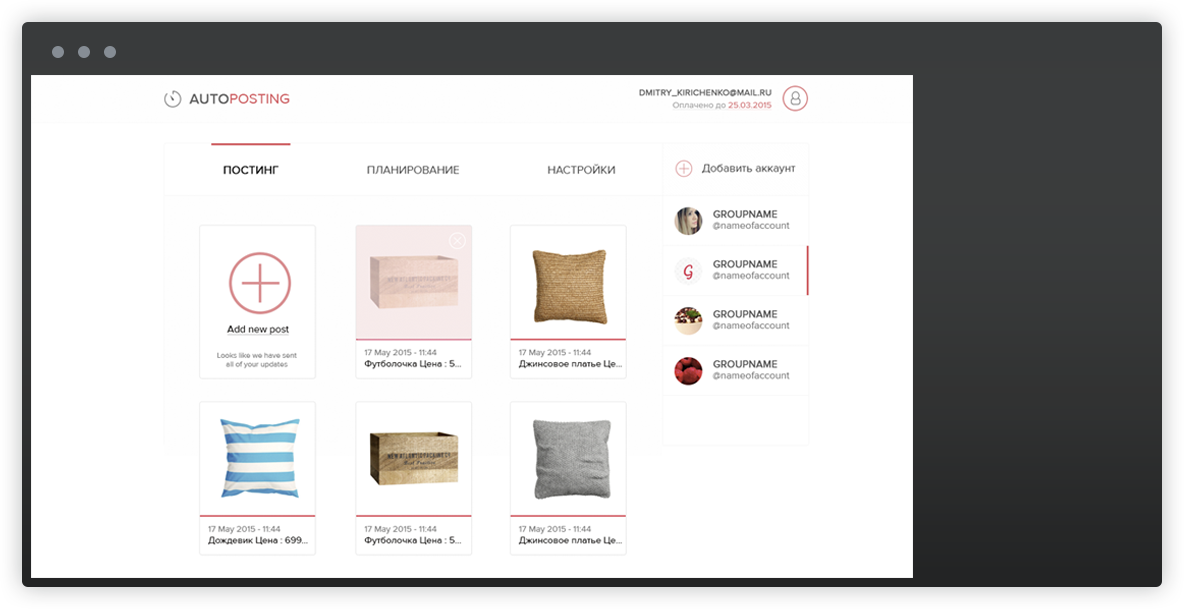 AUTOPOSTING
DMITRY_KIRICHENKO@MAIL.RU
Оплачено до 25.03.2015
ПОСТИНГ
ПЛАНИРОВАНИЕ
НАСТРОЙКИ
Добавить аккаунт
GROUPNAME
@nameofaccount
G
GROUPNAME
@nameofaccount
GROUPNAME
@nameofaccount
GROUPNAME
@nameofaccount
Add new post
Looks like we have sent
all of your updates
17 May 2015 - 11:44
Футболочка Цена : 5...
17 May 2015 - 11:44
Джинсовое платье Це...
17 May 2015 - 11:44
Дождевик Цена : 699...
17 May 2015 - 11:44
Футболочка Цена : 5...
17 May 2015 - 11:44
Джинсовое платье Це...